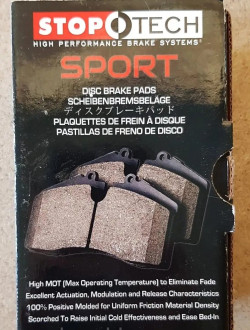 STOPTECH
HIGH PERFORMANCE BRAKE SYSTEMS®
SPORT
DISC BRAKE PADS
SCHEIBENBREMSBELÄGE
ディスクブレーキパッド
PLAQUETTES DE FREIN À DISQUE
PASTILLAS DE FRENO DE DISCO
High MOT (Max Operating Temperature) to Eliminate Fade
Excellent Actuation, Modulation and Release Characteristics
100% Positive Molded for Uniform Friction Material Density
Scorched To Raise Initial Cold Effectiveness and Ease Bed-In